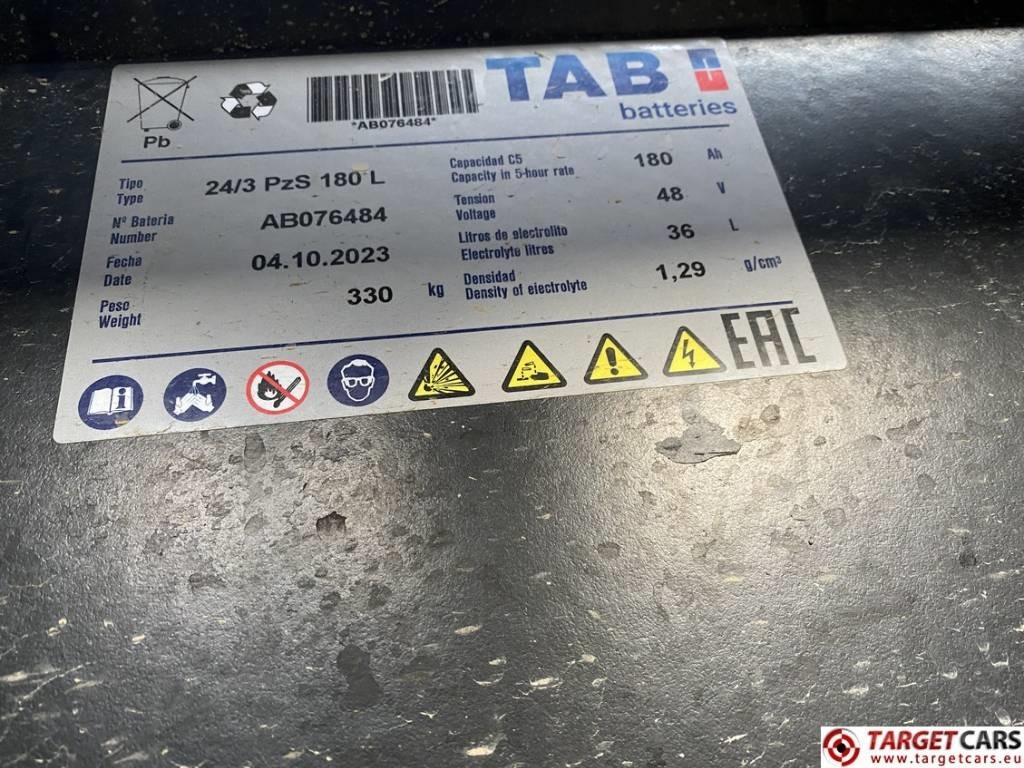 TAB
batteries
*AB076484*
Pb
Tipo
Type
24/3 PzS 180 L
Nº Bateria
Number
AB076484
Fecha
Date
04.10.2023
Peso
Weight
330 kg
Capacidad C5
Capacity in 5-hour rate
180 Ah
Tension
Voltage
48 V
Litros de electrolito
Electrolyte litres
36 L
Densidad
Density of electrolyte
1,29 g/cm³
EAC
TARGETCARS
www.targetcars.eu